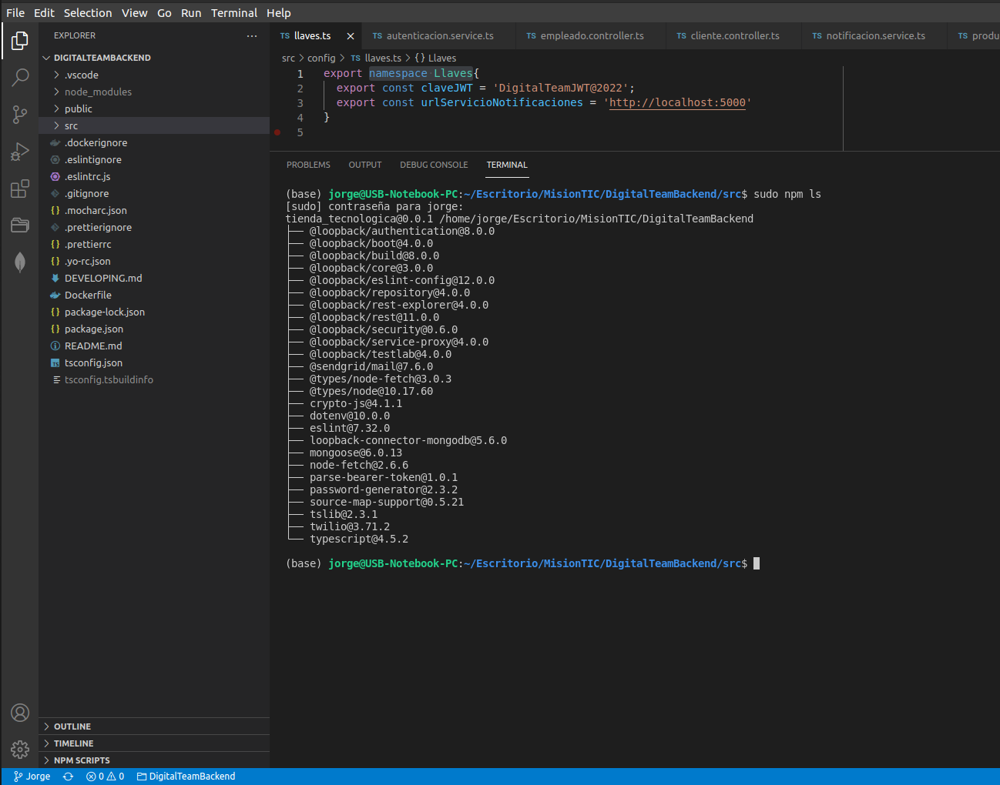 File Edit Selection View Go Run Terminal Help
EXPLORER ···
DIGITALTEAMBACKEND
.vscode
node_modules
public
src
.dockerignore
.eslintignore
.eslintrc.js
.gitignore
{ } .mocharc.json
.prettierignore
{ } .prettierrc
{ } .yo-rc.json
DEVELOPING.md
Dockerfile
{ } package-lock.json
{ } package.json
README.md
TS tsconfig.json
tsconfig.tsbuildinfo
OUTLINE
TIMELINE
NPM SCRIPTS
TS llaves.ts × TS autenticacion.service.ts TS empleado.controller.ts TS cliente.controller.ts TS notificacion.service.ts TS produ
src > config > TS llaves.ts > {} Llaves
1 export namespace Llaves{
2 export const claveJWT = 'DigitalTeamJWT@2022';
3 export const urlServicioNotificaciones = 'http://localhost:5000'
4 }
5
PROBLEMS OUTPUT DEBUG CONSOLE TERMINAL
(base) jorge@USB-Notebook-PC:~/Escritorio/MisionTIC/DigitalTeamBackend/src$ sudo npm ls
[sudo] contraseña para jorge:
tienda_tecnologica@0.0.1 /home/jorge/Escritorio/MisionTIC/DigitalTeamBackend
├── @loopback/authentication@8.0.0
├── @loopback/boot@4.0.0
├── @loopback/build@8.0.0
├── @loopback/core@3.0.0
├── @loopback/eslint-config@12.0.0
├── @loopback/repository@4.0.0
├── @loopback/rest-explorer@4.0.0
├── @loopback/rest@11.0.0
├── @loopback/security@0.6.0
├── @loopback/service-proxy@4.0.0
├── @loopback/testlab@4.0.0
├── @sendgrid/mail@7.6.0
├── @types/node-fetch@3.0.3
├── @types/node@10.17.60
├── crypto-js@4.1.1
├── dotenv@10.0.0
├── eslint@7.32.0
├── loopback-connector-mongodb@5.6.0
├── mongoose@6.0.13
├── node-fetch@2.6.6
├── parse-bearer-token@1.0.1
├── password-generator@2.3.2
├── source-map-support@0.5.21
├── tslib@2.3.1
├── twilio@3.71.2
└── typescript@4.5.2
(base) jorge@USB-Notebook-PC:~/Escritorio/MisionTIC/DigitalTeamBackend/src$
Jorge 0 0 DigitalTeamBackend